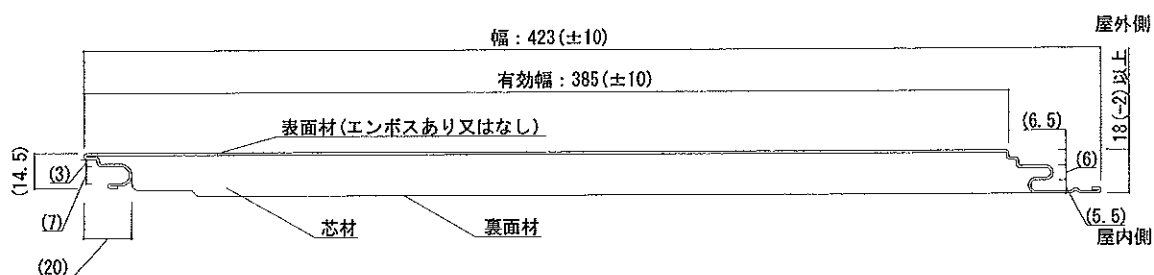 屋外側
幅：423(±10)
有効幅：385(±10)
18(-2)以上
表面材(エンボスあり又はなし)
(6.5)
(14.5)
(3)
(6)
(7)
芯材
裏面材
(5.5)
屋内側
(20)